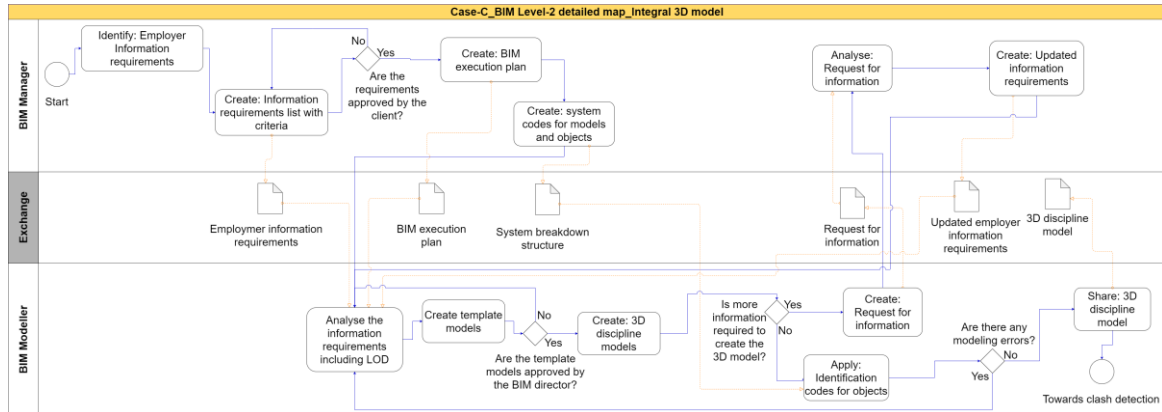 Case-C_BIM Level-2 detailed map_Integral 3D model
BIM Manager
Start
Identify: Employer
Information
requirements
Create: Information
requirements list with
criteria
No
Yes
Are the
requirements
approved by the
client?
Create: BIM
execution plan
Create: system
codes for models
and objects
Analyse:
Request for
information
Create: Updated
information
requirements
Exchange
Employmer information
requirements
BIM execution
plan
System breakdown
structure
Request for
information
Updated employer
information
requirements
3D discipline
model
BIM Modeller
Analyse the
information
requirements
including LOD
Create template
models
No
Yes
Are the template
models approved by
the BIM director?
Create: 3D
discipline
models
Is more
information
required to
create the
3D model?
Yes
No
Create:
Request for
information
Apply:
Identification
codes for objects
Are there any
modeling errors?
No
Yes
Share: 3D
discipline
model
Towards clash detection